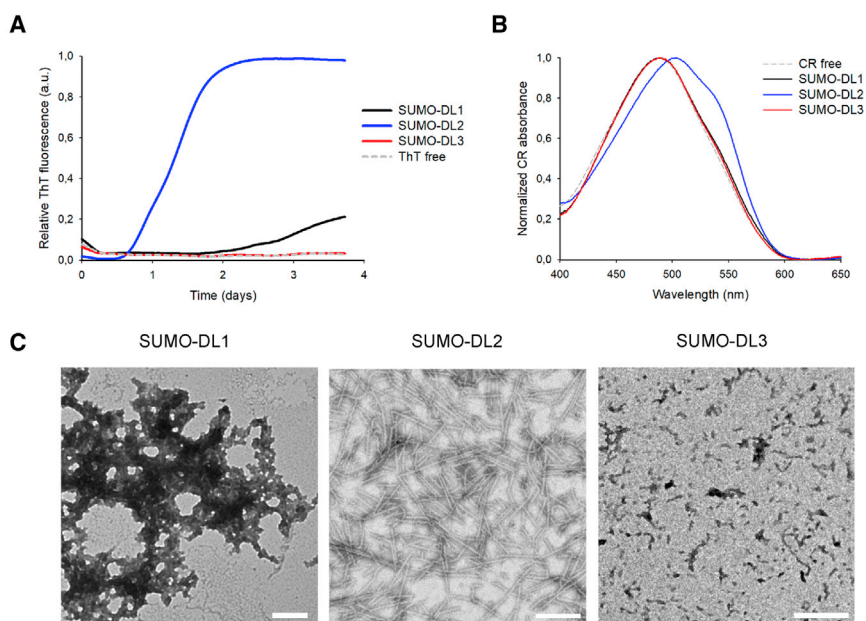 A
Relative ThT fluorescence (a.u.)
1,0
0,8
0,6
0,4
0,2
0,0
0
1
2
3
4
Time (days)
SUMO-DL1
SUMO-DL2
SUMO-DL3
ThT free
B
Normalized CR absorbance
1,0
0,8
0,6
0,4
0,2
0,0
400
450
500
550
600
650
Wavelength (nm)
CR free
SUMO-DL1
SUMO-DL2
SUMO-DL3
C
SUMO-DL1
SUMO-DL2
SUMO-DL3